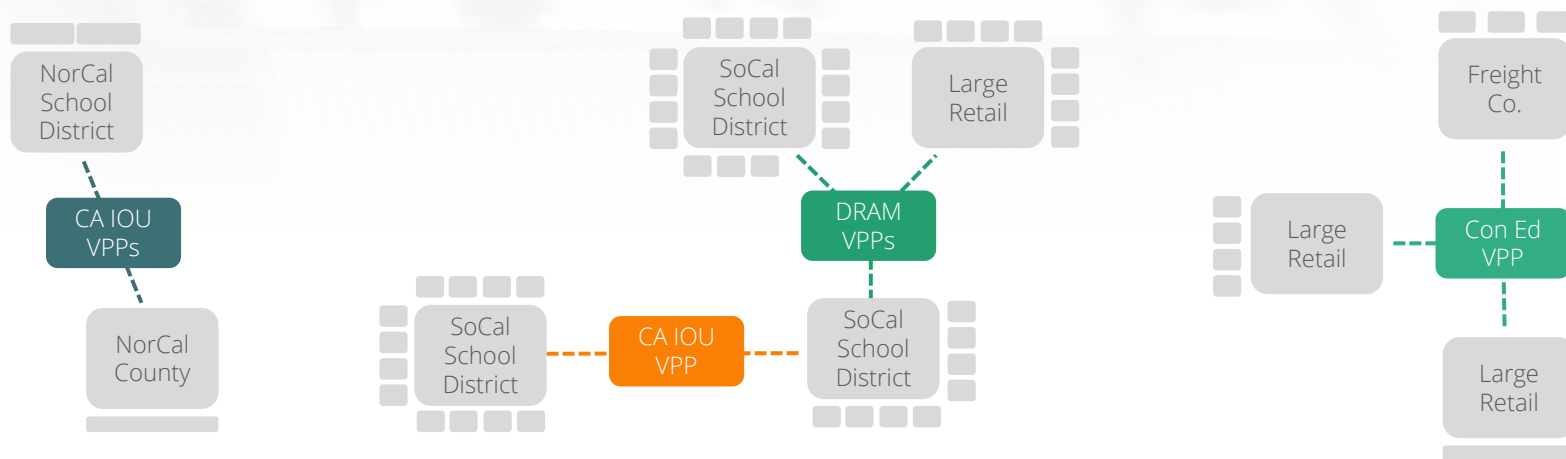 NorCal
School
District
CA IOU
VPPs
NorCal
County
SoCal
School
District
Large
Retail
DRAM
VPPs
SoCal
School
District
CA IOU
VPP
SoCal
School
District
Freight
Co.
Large
Retail
Con Ed
VPP
Large
Retail